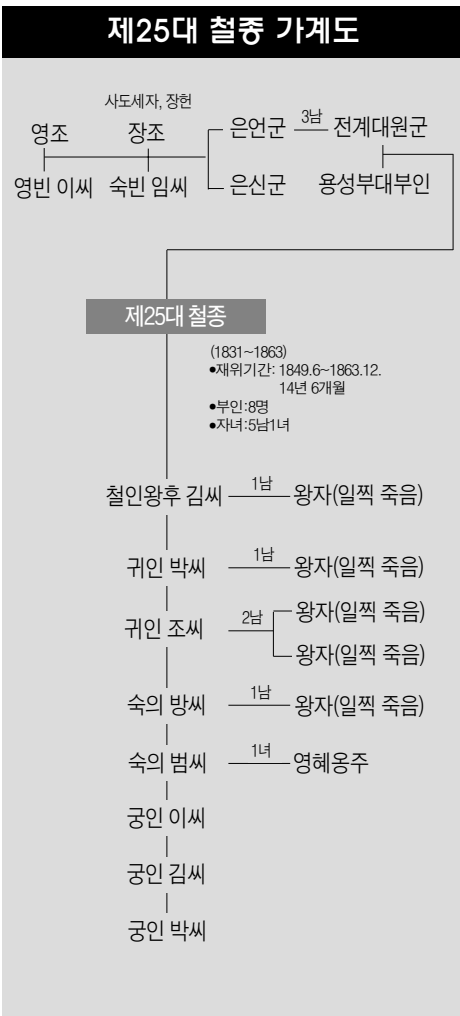 제25대 철종 가계도
사도세자, 장헌
영조 장조 은언군 3남 전계대원군
영빈 이씨 숙빈 임씨 은신군 용성부대부인
제25대 철종
(1831~1863)
●재위기간: 1849.6~1863.12.
14년 6개월
●부인:8명
●자녀:5남1녀
철인왕후 김씨 1남 왕자(일찍 죽음)
귀인 박씨 1남 왕자(일찍 죽음)
귀인 조씨 2남 왕자(일찍 죽음)
왕자(일찍 죽음)
숙의 방씨 1남 왕자(일찍 죽음)
숙의 범씨 1녀 영혜옹주
궁인 이씨
궁인 김씨
궁인 박씨